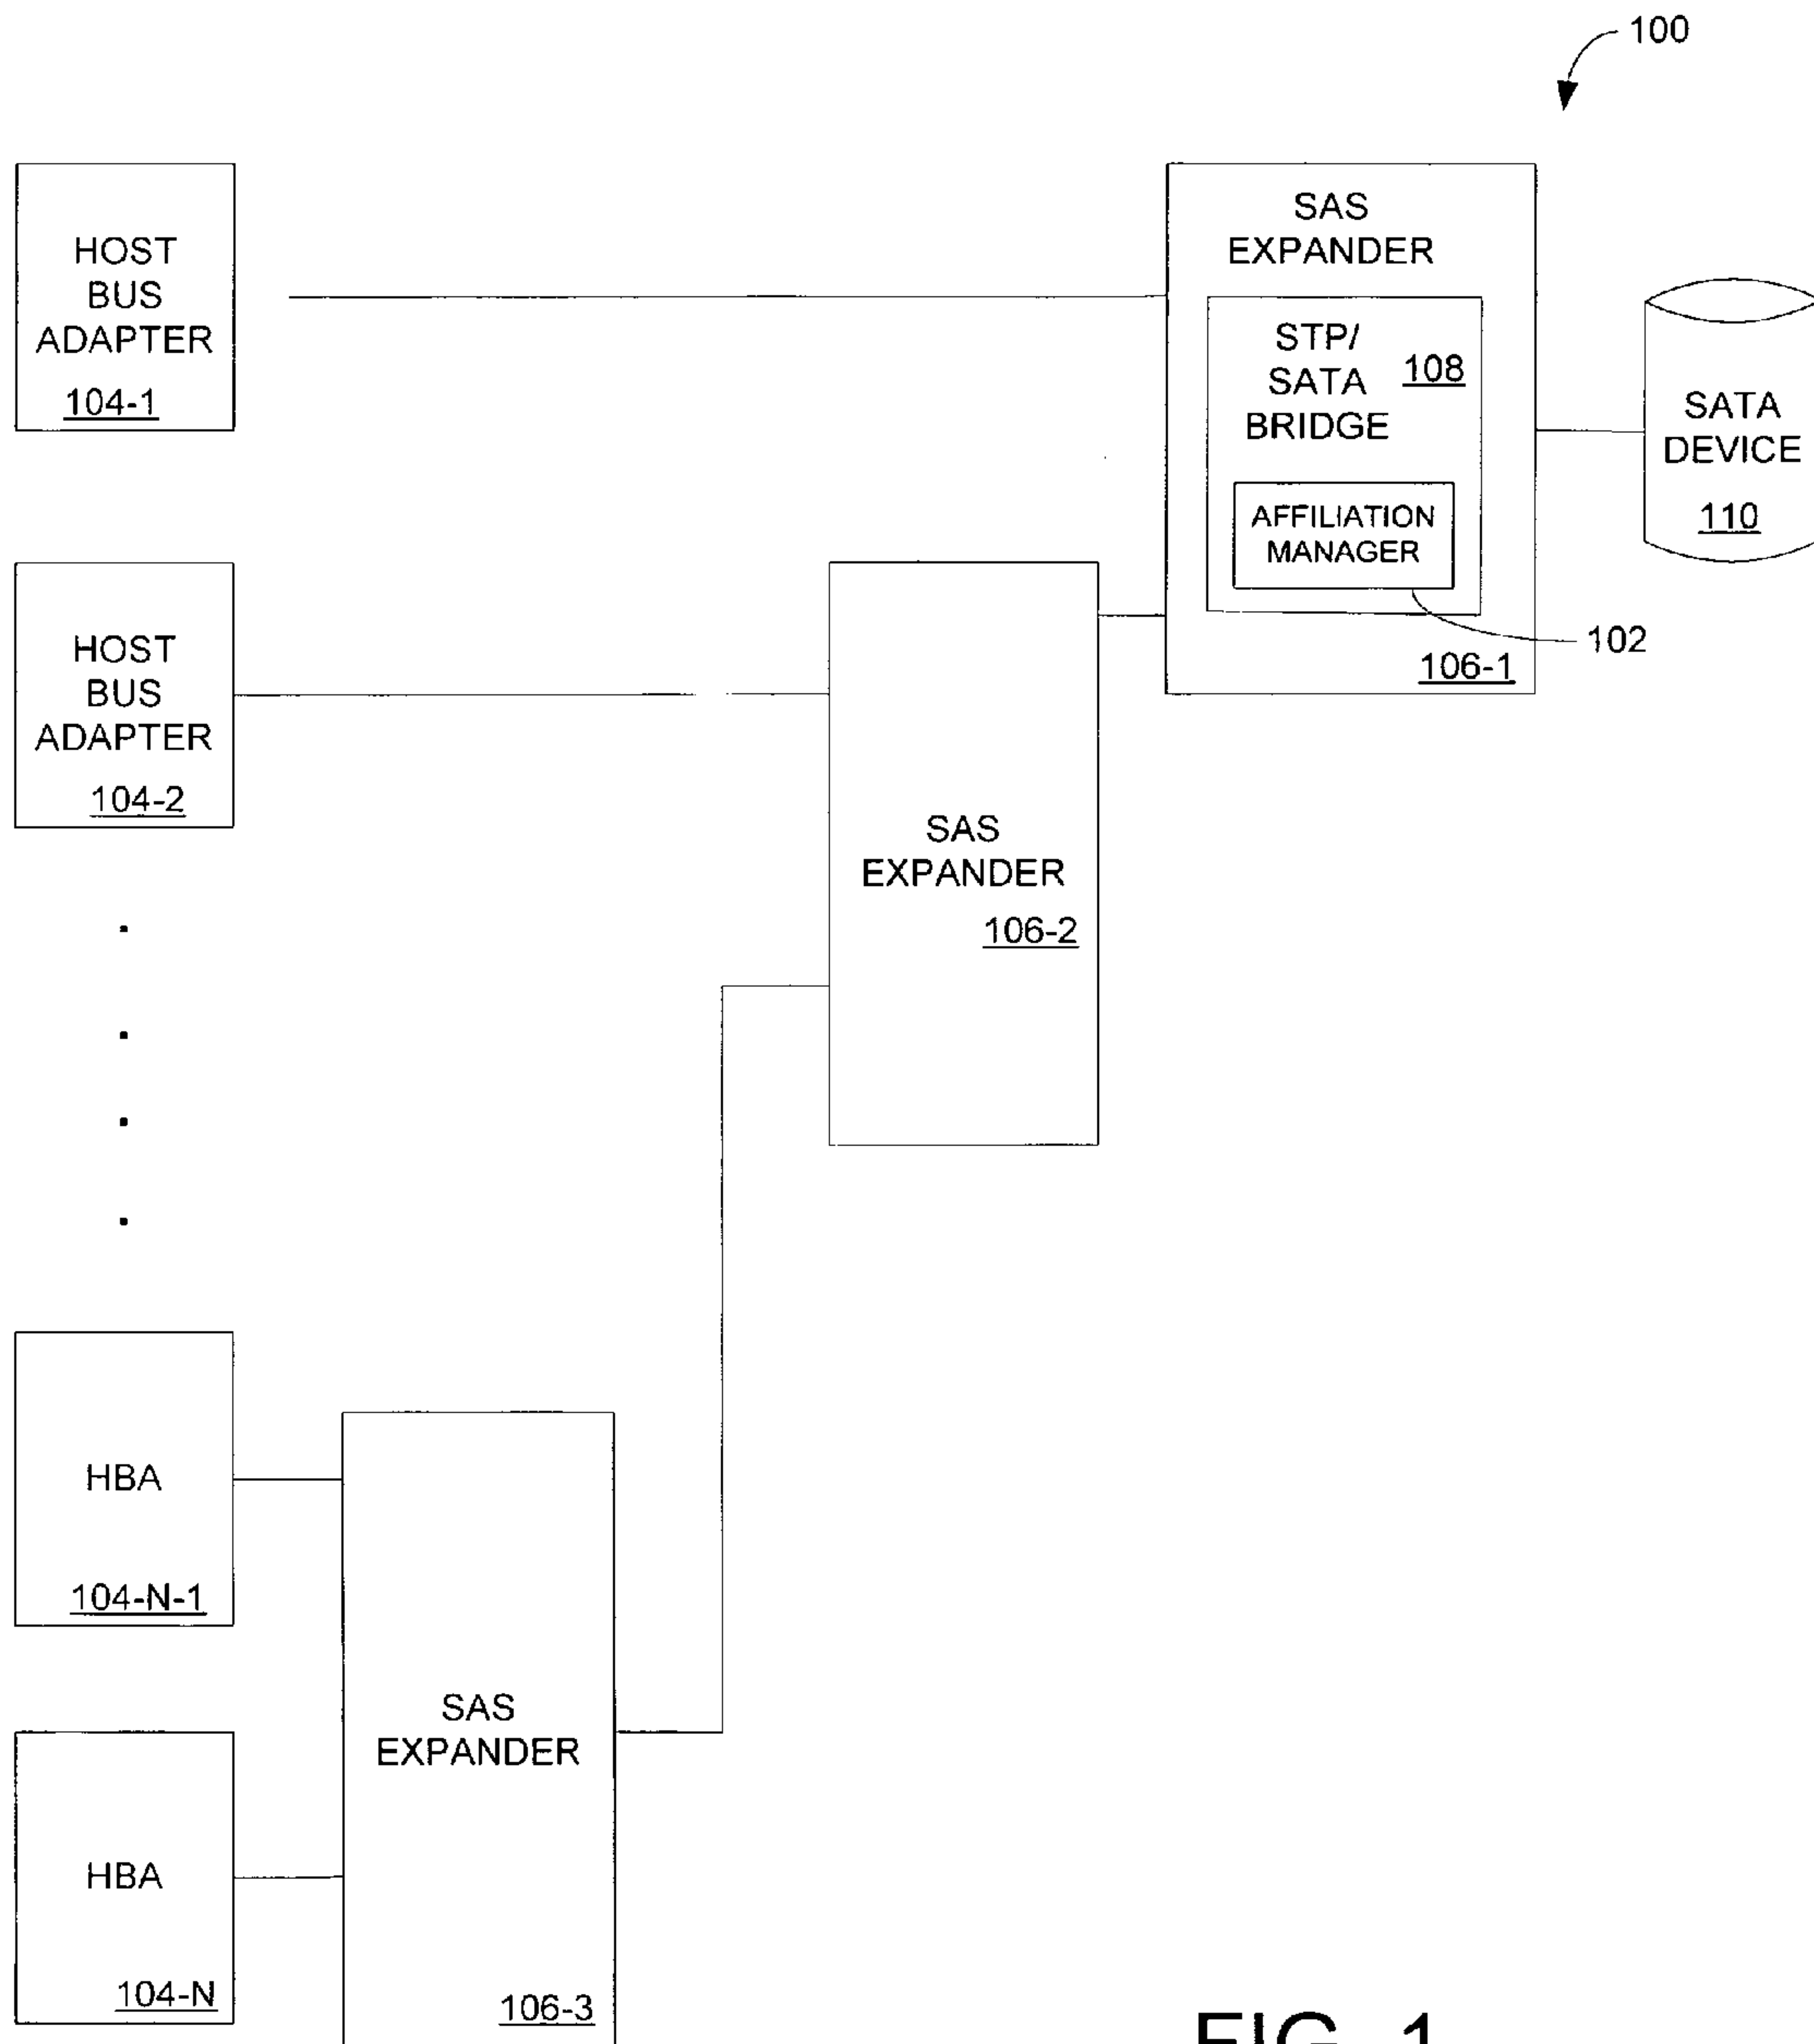 100
HOST
BUS
ADAPTER
104-1
SAS
EXPANDER
STP/
SATA
BRIDGE
108
AFFILIATION
MANAGER
102
106-1
SATA
DEVICE
110
HOST
BUS
ADAPTER
104-2
SAS
EXPANDER
106-2
HBA
104-N-1
SAS
EXPANDER
106-3
HBA
104-N
FIG. 1